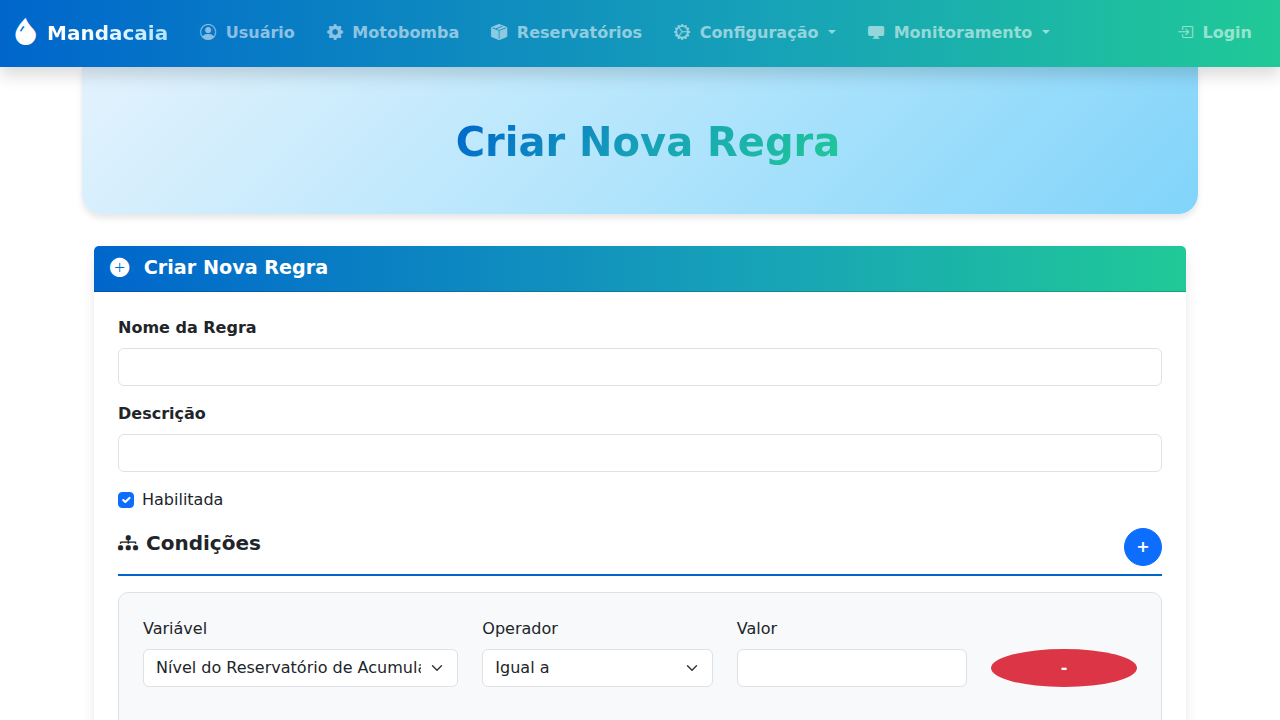 Mandacaia Usuário Motobomba Reservatórios Configuração Monitoramento Login
Criar Nova Regra
Criar Nova Regra
Nome da Regra
Descrição
Habilitada
Condições +
Variável Operador Valor
Nível do Reservatório de Acumula Igual a -